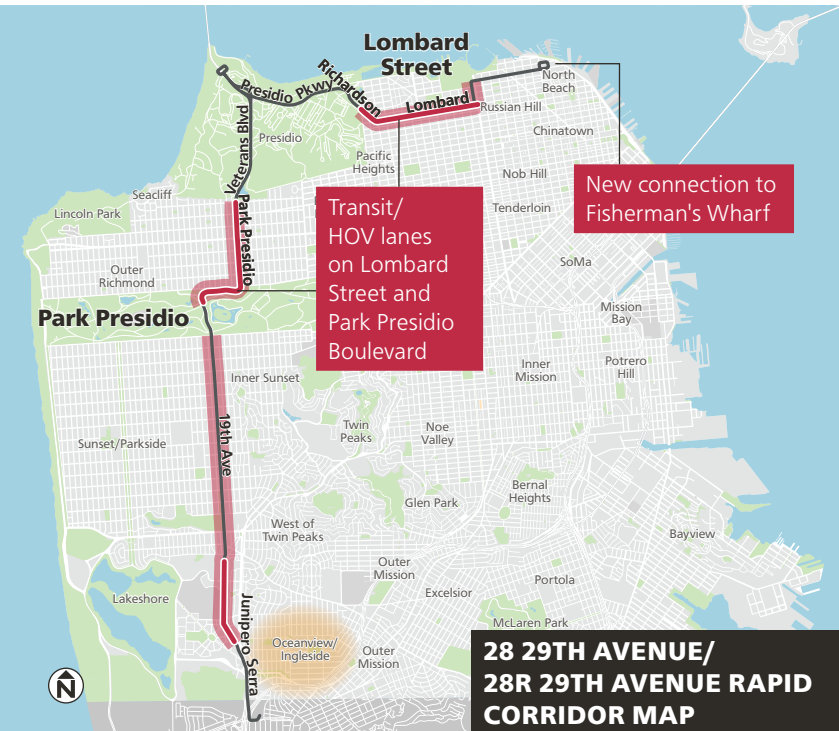 Lombard
Street
North
Beach
Richardson
Presidio Pkwy
Lombard
Russian Hill
Veterans Blvd
Presidio
Chinatown
Pacific
Heights
Nob Hill
New connection to
Fisherman's Wharf
Seacliff
Transit/
HOV lanes
on Lombard
Street and
Park Presidio
Boulevard
Tenderloin
Lincoln Park
Park Presidio
SoMa
Outer
Richmond
Mission
Bay
Park Presidio
Inner
Mission
Potrero
Hill
Inner Sunset
19th Ave
Twin
Peaks
Noe
Valley
Sunset/Parkside
Bernal
Heights
Glen Park
West of
Twin Peaks
Bayview
Outer
Mission
Portola
Lakeshore
Excelsior
Junipero Serra
McLaren Park
Oceanview/
Ingleside
Outer
Mission
N
28 29TH AVENUE/
28R 29TH AVENUE RAPID
CORRIDOR MAP